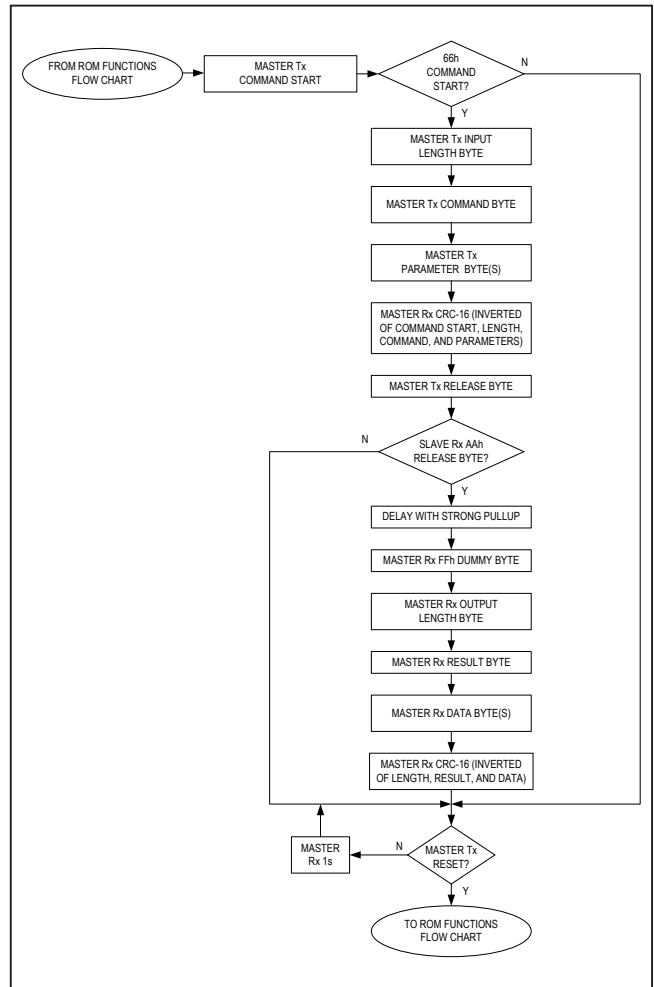 FROM ROM FUNCTIONS
FLOW CHART
MASTER Tx
COMMAND START
66h
COMMAND
START?
N
Y
MASTER Tx INPUT
LENGTH BYTE
MASTER Tx COMMAND BYTE
MASTER Tx
PARAMETER BYTE(S)
MASTER Rx CRC-16 (INVERTED
OF COMMAND START, LENGTH,
COMMAND, AND PARAMETERS)
MASTER Tx RELEASE BYTE
N
SLAVE Rx AAh
RELEASE BYTE?
Y
DELAY WITH STRONG PULLUP
MASTER Rx FFh DUMMY BYTE
MASTER Rx OUTPUT
LENGTH BYTE
MASTER Rx RESULT BYTE
MASTER Rx DATA BYTE(S)
MASTER Rx CRC-16 (INVERTED
OF LENGTH, RESULT, AND DATA)
MASTER
Rx 1s
N
MASTER Tx
RESET?
Y
TO ROM FUNCTIONS
FLOW CHART